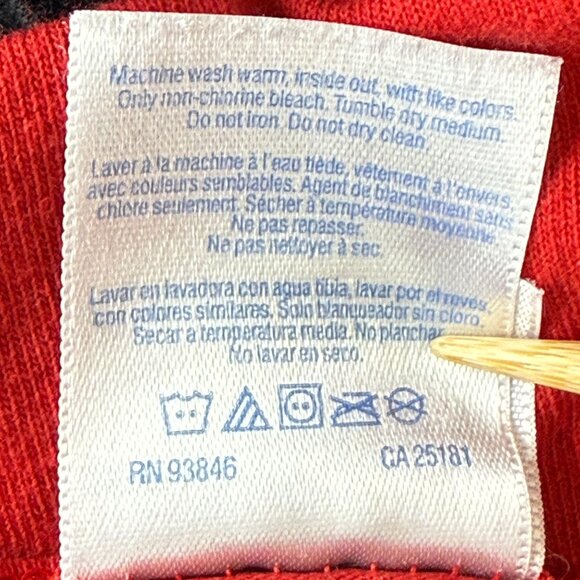 Machine wash warm, inside out, with like colors.
Only non-chlorine bleach. Tumble dry medium.
Do not iron. Do not dry clean.
Laver à la machine à l'eau tiède, vêtement à l'envers,
avec couleurs semblables. Agent de blanchiment sans
chlore seulement. Sécher à température moyenne.
Ne pas repasser.
Ne pas nettoyer à sec.
Lavar en lavadora con agua tibia, lavar por el reves,
con colores similares. Solo blanqueador sin cloro.
Secar a temperatura media. No planchar.
No lavar en seco.
RN 93846 CA 25181